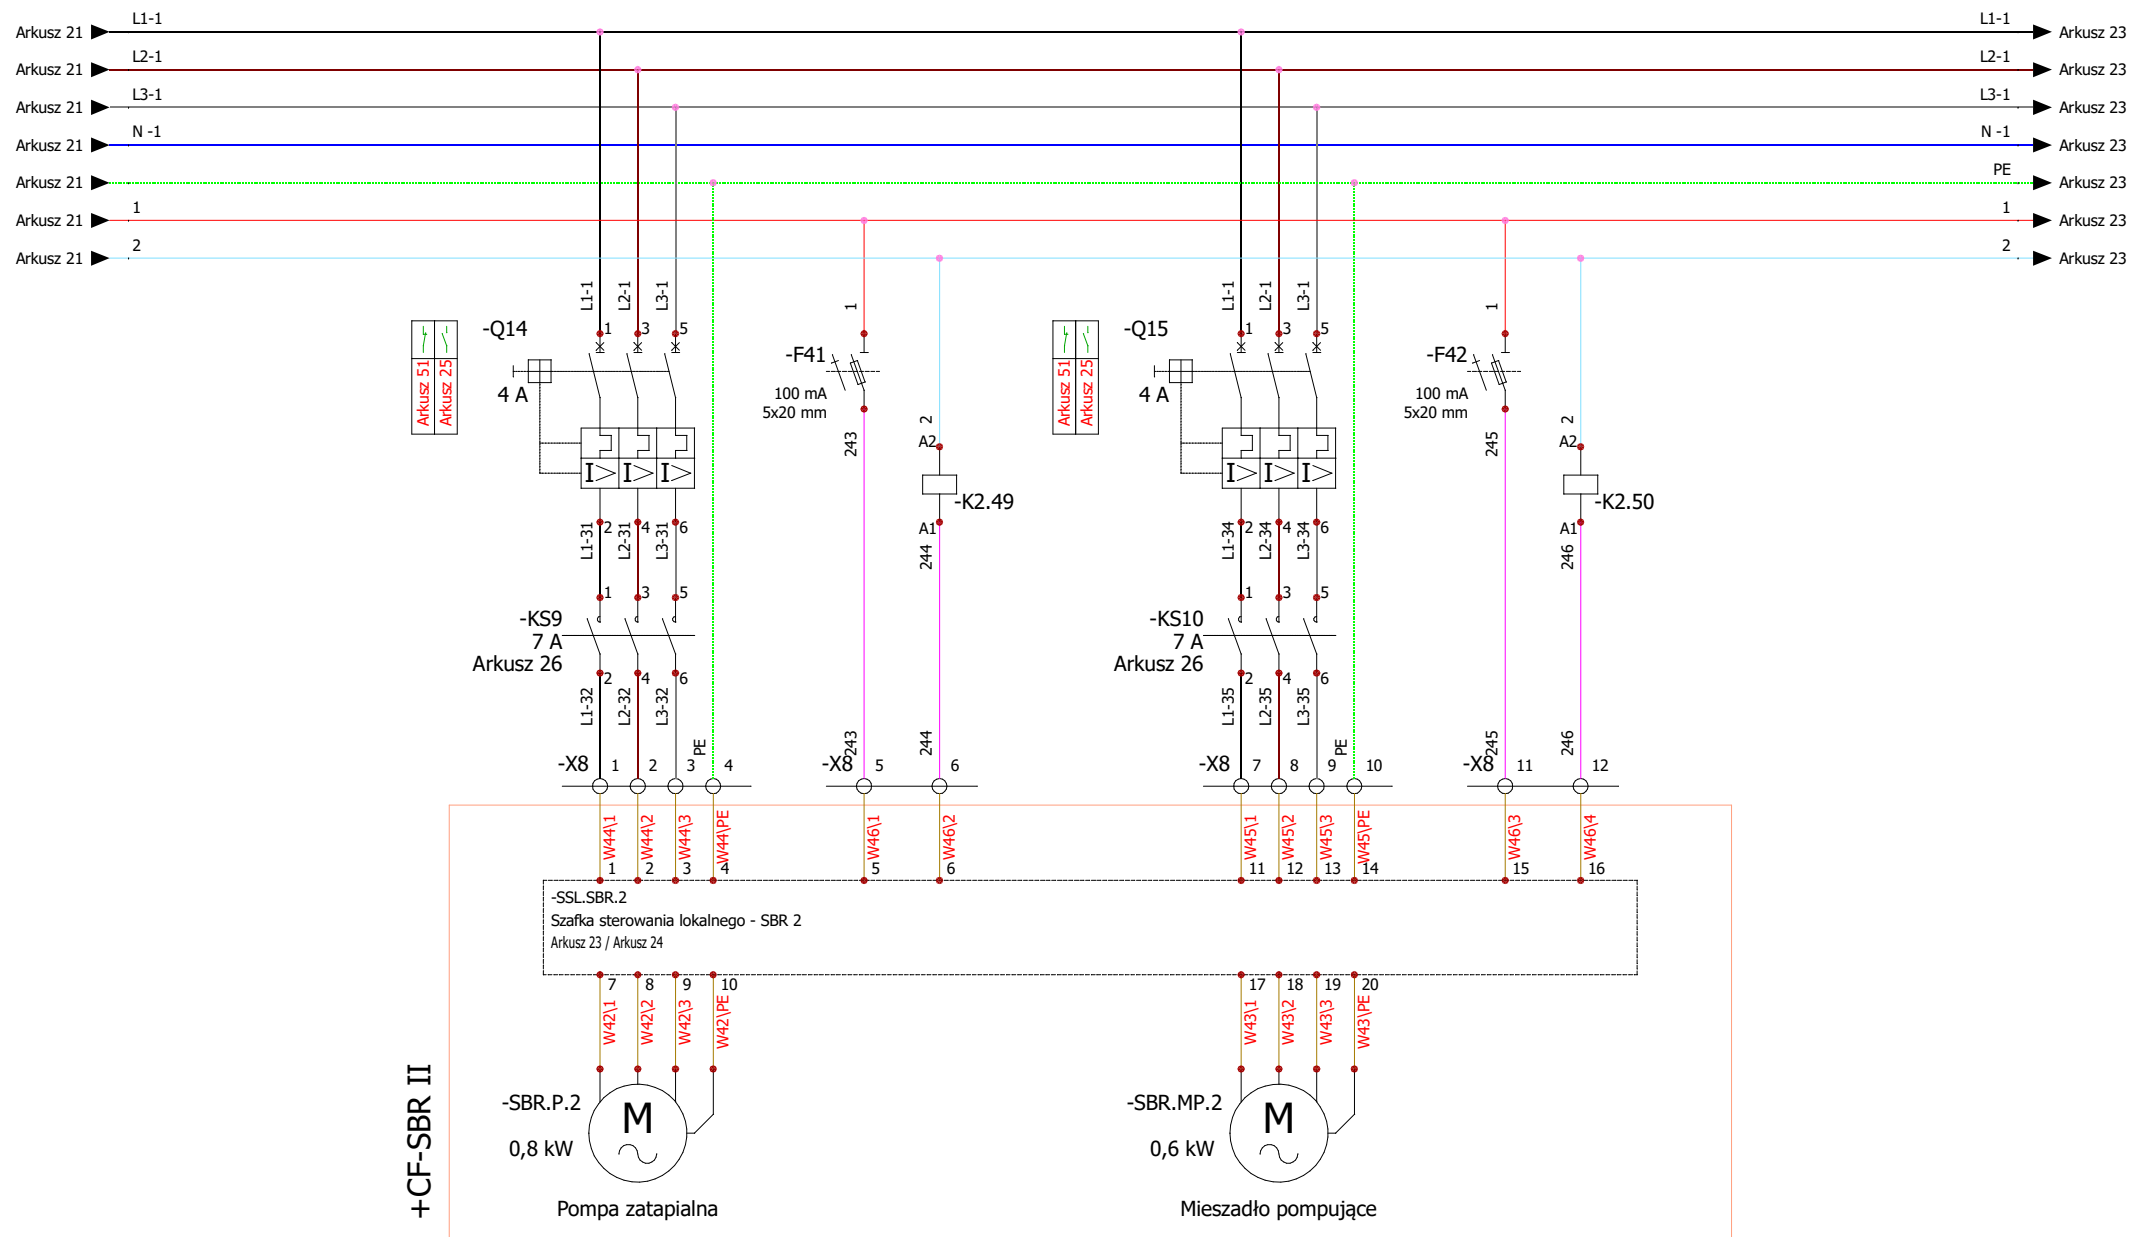 L1-1 L1-1
Arkusz 21 Arkusz 23
L2-1 L2-1
Arkusz 21 Arkusz 23
L3-1 L3-1
Arkusz 21 Arkusz 23
N -1 N -1
Arkusz 21 Arkusz 23
PE
Arkusz 21 Arkusz 23
1 1
Arkusz 21 Arkusz 23
2 2
Arkusz 21 Arkusz 23
L1-1 L2-1 L3-1
1
L1-1 L2-1 L3-1
1
Arkusz 51
Arkusz 25
-Q14
4 A
1 3 5
I> I> I>
2 4 6
L1-31 L2-31 L3-31
-F41
100 mA
5x20 mm
243
2
A2
-K2.49
A1
244
Arkusz 51
Arkusz 25
-Q15
4 A
1 3 5
I> I> I>
2 4 6
L1-34 L2-34 L3-34
-F42
100 mA
5x20 mm
245
2
A2
-K2.50
A1
246
1 3 5
-KS9
7 A
Arkusz 26
2 4 6
L1-32 L2-32 L3-32 PE
1 3 5
-KS10
7 A
Arkusz 26
2 4 6
L1-35 L2-35 L3-35 PE
243 244
245 246
-X8 1 2 3 4
-X8 5 6
-X8 7 8 9 10
-X8 11 12
W44\1 W44\2 W44\3 W44\PE
W46\1 W46\2
W45\1 W45\2 W45\3 W45\PE
W46\3 W46\4
1 2 3 4 5 6 11 12 13 14 15 16
-SSL.SBR.2
Szafka sterowania lokalnego - SBR 2
Arkusz 23 / Arkusz 24
7 8 9 10 17 18 19 20
W42\1 W42\2 W42\3 W42\PE
W43\1 W43\2 W43\3 W43\PE
+CF-SBR II
-SBR.P.2
M
0,8 kW
Pompa zatapialna
-SBR.MP.2
M
0,6 kW
Mieszadło pompujące